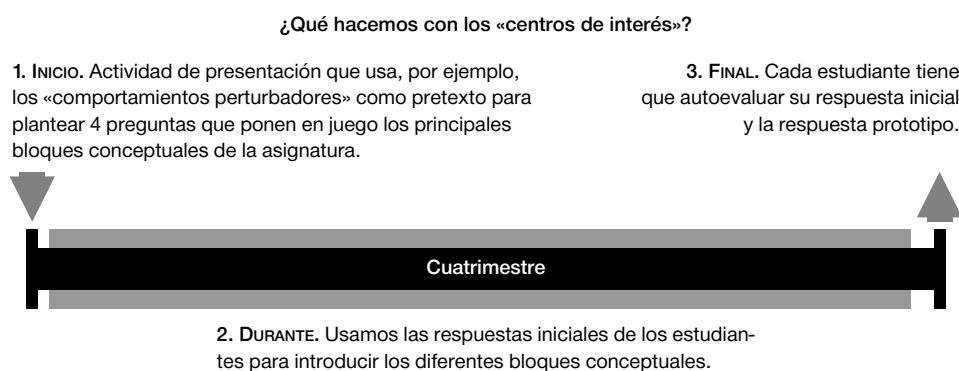 ¿Qué hacemos con los «centros de interés»?
1. INICIO. Actividad de presentación que usa, por ejemplo,
los «comportamientos perturbadores» como pretexto para
plantear 4 preguntas que ponen en juego los principales
bloques conceptuales de la asignatura.
3. FINAL. Cada estudiante tiene
que autoevaluar su respuesta inicial
y la respuesta prototipo.
Cuatrimestre
2. DURANTE. Usamos las respuestas iniciales de los estudian-
tes para introducir los diferentes bloques conceptuales.